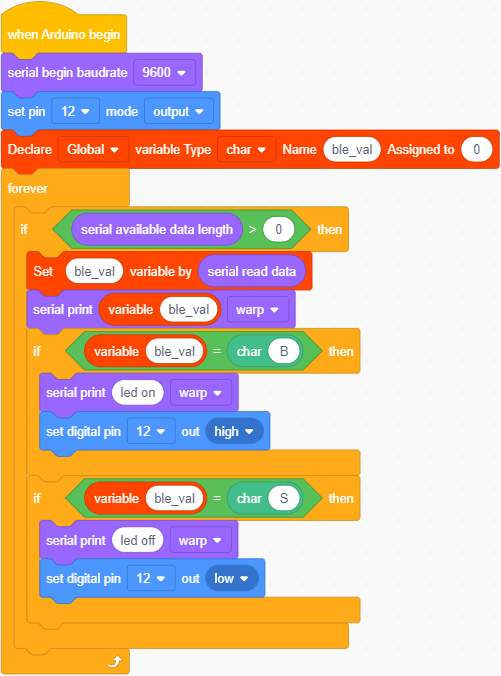 when Arduino begin
serial begin baudrate 9600
set pin 12 mode output
Declare Global variable Type char Name ble_val Assigned to 0
forever
if serial available data length > 0 then
Set ble_val variable by serial read data
serial print variable ble_val warp
if variable ble_val = char B then
serial print led on warp
set digital pin 12 out high
if variable ble_val = char S then
serial print led off warp
set digital pin 12 out low